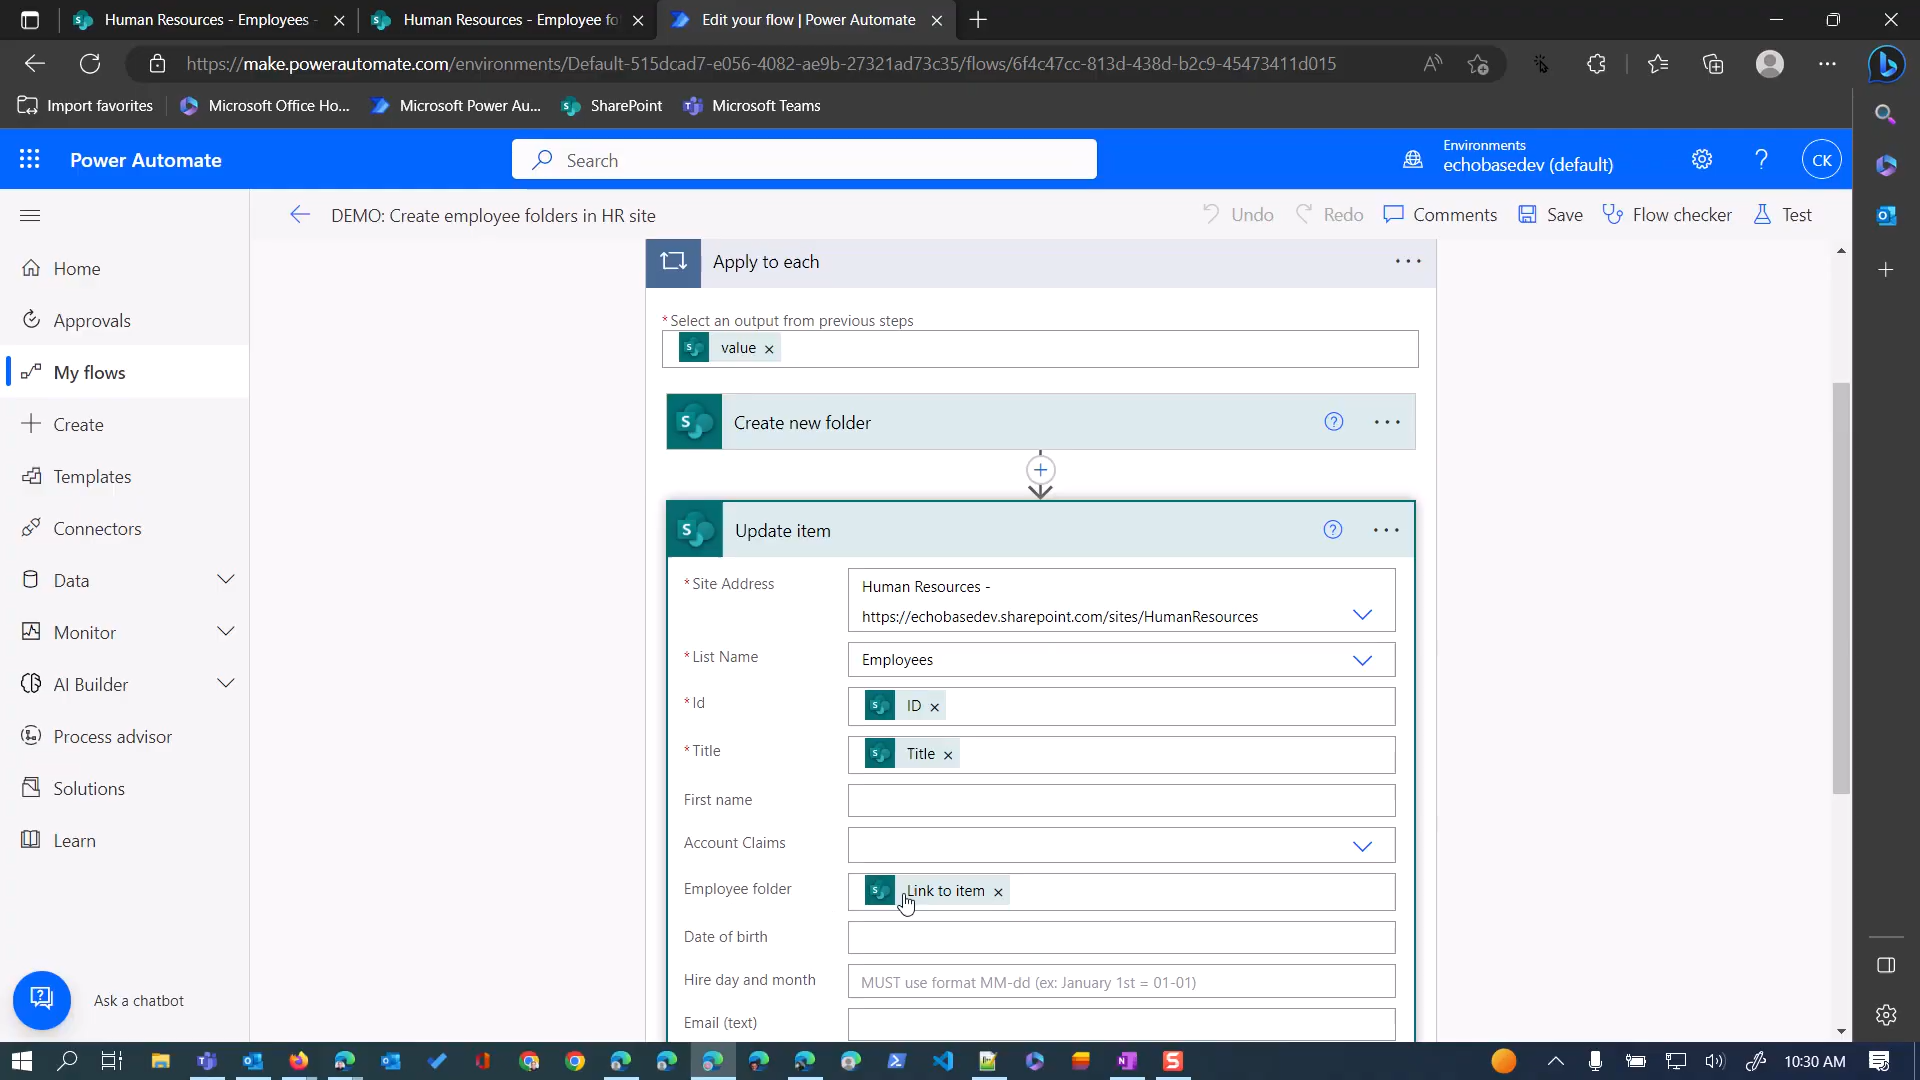 Human Resources - Employees -
Human Resources - Employee fo
Edit your flow | Power Automate
https://make.powerautomate.com/environments/Default-515dcad7-e056-4082-ae9b-27321ad73c35/flows/6f4c47cc-813d-438d-b2c9-45473411d015
Import favorites
Microsoft Office Ho...
Microsoft Power Au...
SharePoint
Microsoft Teams
Power Automate
Search
Environments
echobasedev (default)
CK
DEMO: Create employee folders in HR site
Undo
Redo
Comments
Save
Flow checker
Test
Home
Approvals
My flows
Create
Templates
Connectors
Data
Monitor
AI Builder
Process advisor
Solutions
Learn
Ask a chatbot
Apply to each
* Select an output from previous steps
value
Create new folder
Update item
* Site Address
Human Resources -
https://echobasedev.sharepoint.com/sites/HumanResources
* List Name
Employees
* Id
ID
* Title
Title
First name
Account Claims
Employee folder
Link to item
Date of birth
Hire day and month
MUST use format MM-dd (ex: January 1st = 01-01)
Email (text)
10:30 AM